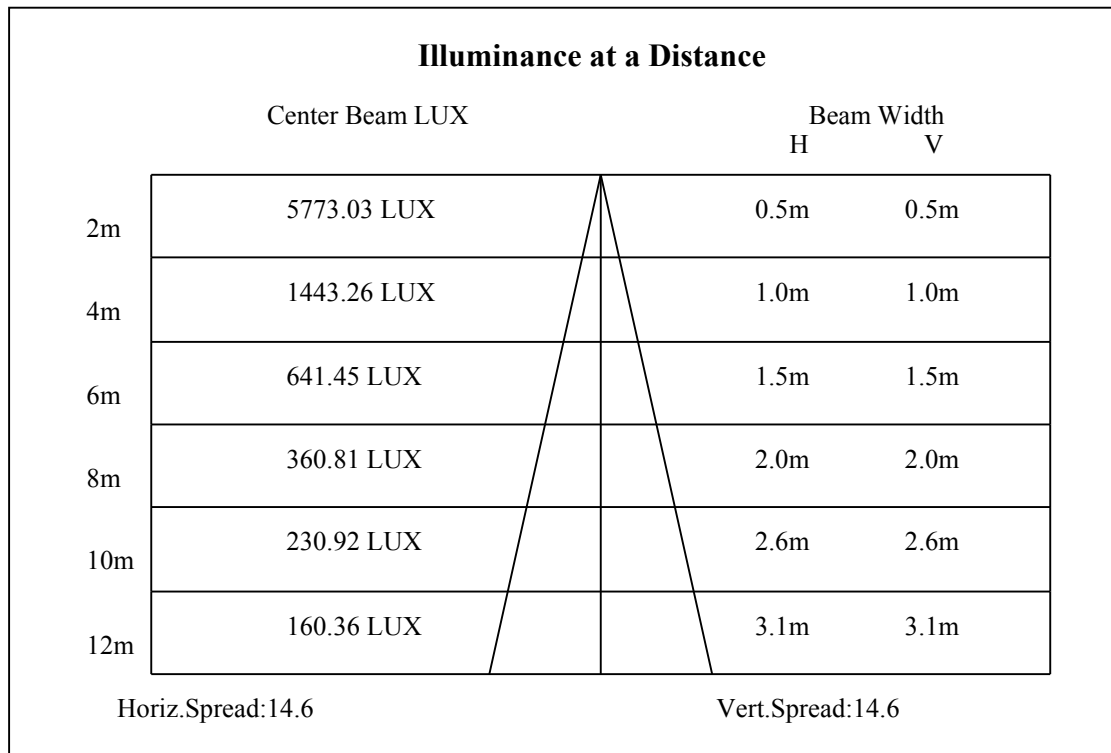 Illuminance at a Distance
Center Beam LUX Beam Width
H V
5773.03 LUX 0.5m 0.5m
2m
1443.26 LUX 1.0m 1.0m
4m
641.45 LUX 1.5m 1.5m
6m
360.81 LUX 2.0m 2.0m
8m
230.92 LUX 2.6m 2.6m
10m
160.36 LUX 3.1m 3.1m
12m
Horiz.Spread:14.6 Vert.Spread:14.6